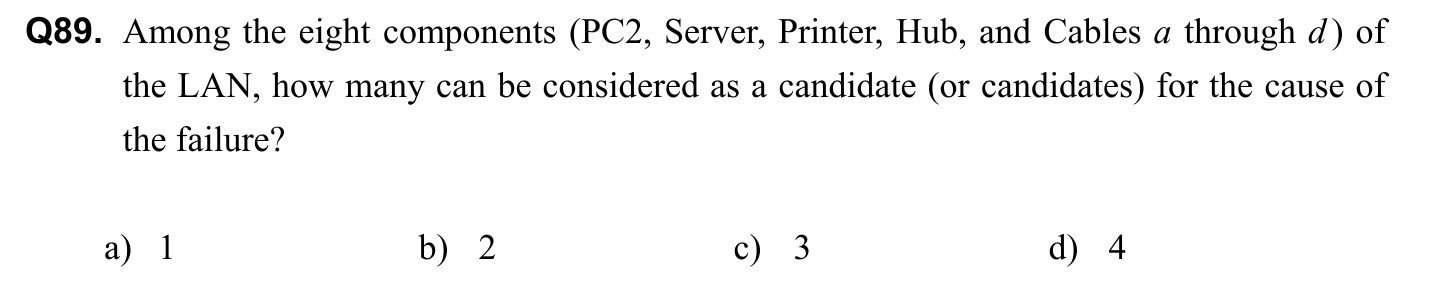 Q89. Among the eight components (PC2, Server, Printer, Hub, and Cables a through d) of
the LAN, how many can be considered as a candidate (or candidates) for the cause of
the failure?
a) 1 b) 2 c) 3 d) 4